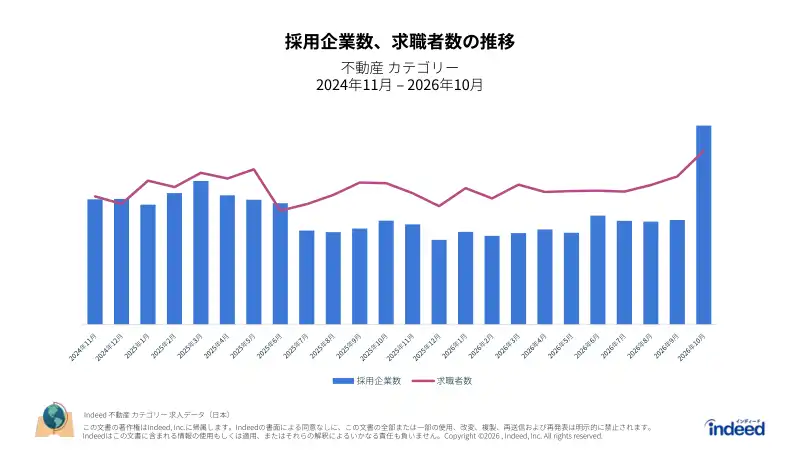 採用企業数、求職者数の推移
不動産 カテゴリー
2024年11月 – 2026年10月
2024年11月
2024年12月
2025年1月
2025年2月
2025年3月
2025年4月
2025年5月
2025年6月
2025年7月
2025年8月
2025年9月
2025年10月
2025年11月
2025年12月
2026年1月
2026年2月
2026年3月
2026年4月
2026年5月
2026年6月
2026年7月
2026年8月
2026年9月
2026年10月
採用企業数
求職者数
Indeed 不動産 カテゴリー 求人データ（日本）
この文書の著作権はIndeed, Inc.に帰属します。Indeedの書面による同意なしに、この文書の全部または一部の使用、改変、複製、再送信および再発表は明示的に禁止されます。
Indeedはこの文書に含まれる情報の使用もしくは適用、またはそれらの解釈によるいかなる責任も負いません。Copyright ©2026 , Indeed, Inc. All rights reserved.
インディード
indeed